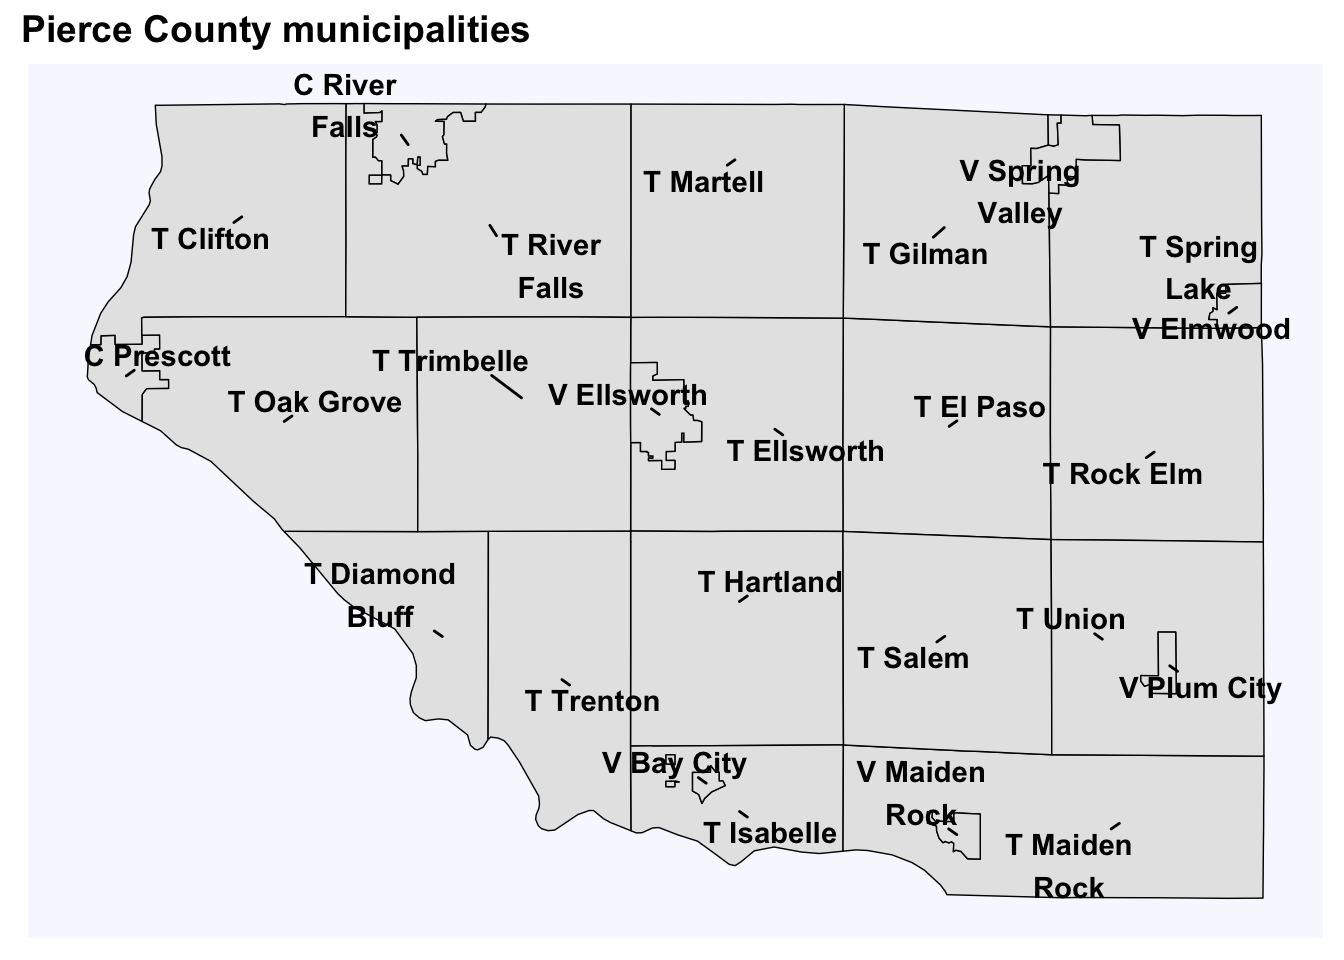 Pierce County municipalities
C River
Falls
T Martell
V Spring
Valley
T Clifton
T River
Falls
T Gilman
T Spring
Lake
V Elmwood
C Prescott
T Trimbelle
V Ellsworth
T Oak Grove
T El Paso
T Ellsworth
T Rock Elm
T Diamond
Bluff
T Hartland
T Union
T Salem
V Plum City
T Trenton
V Bay City
V Maiden
Rock
T Isabelle
T Maiden
Rock